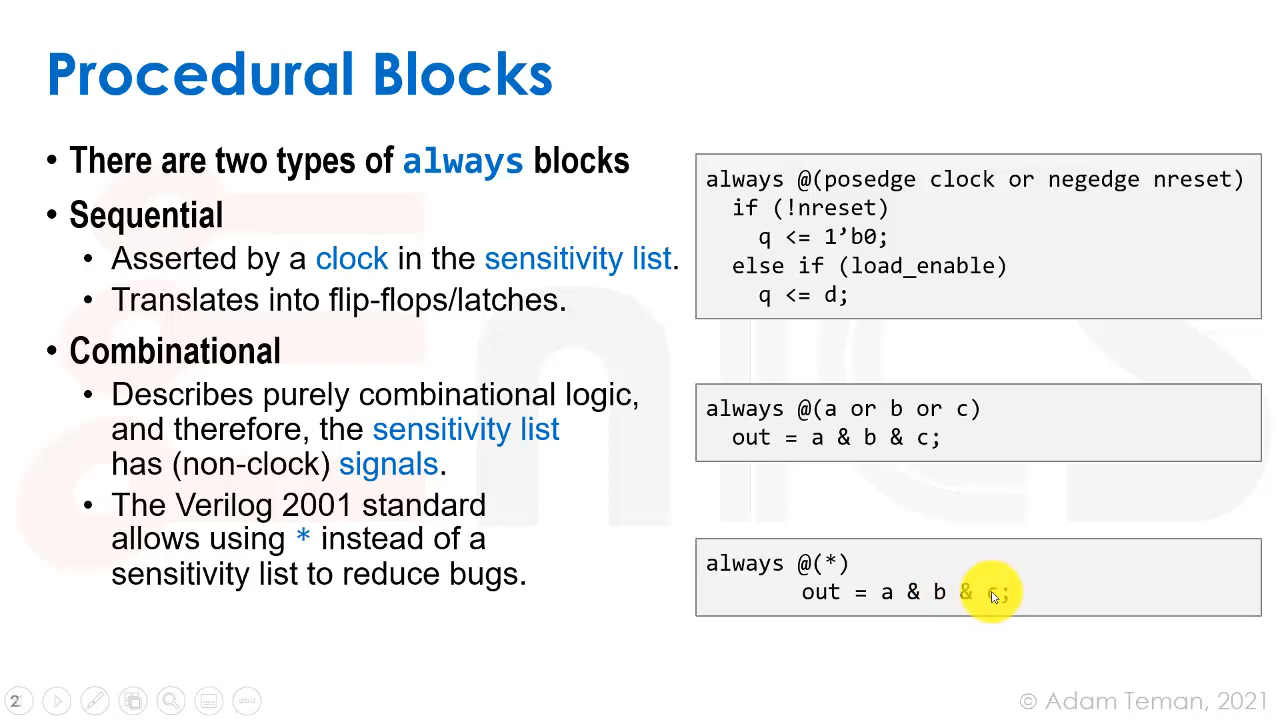 Procedural Blocks
• There are two types of always blocks
• Sequential
• Asserted by a clock in the sensitivity list.
• Translates into flip-flops/latches.
• Combinational
• Describes purely combinational logic,
and therefore, the sensitivity list
has (non-clock) signals.
• The Verilog 2001 standard
allows using * instead of a
sensitivity list to reduce bugs.
always @(posedge clock or negedge nreset)
if (!nreset)
q <= 1’b0;
else if (load_enable)
q <= d;
always @(a or b or c)
out = a & b & c;
always @(*)
out = a & b & c;
2
© Adam Teman, 2021